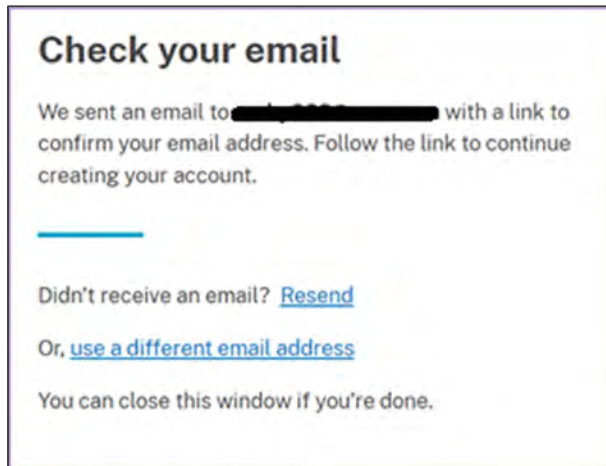 Check your email
We sent an email to with a link to
confirm your email address. Follow the link to continue
creating your account.
Didn't receive an email? Resend
Or, use a different email address
You can close this window if you're done.